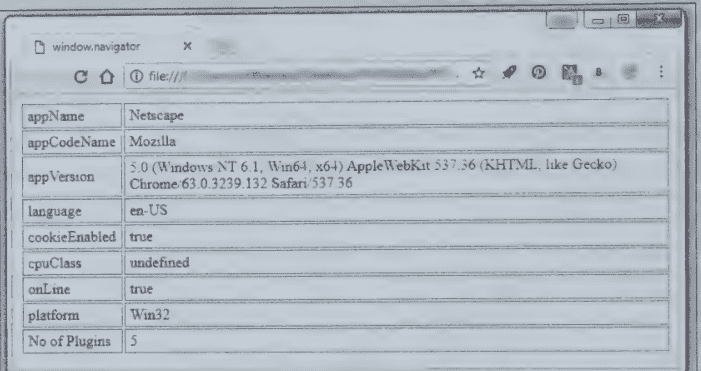 window.navigator ×
file:///
appName Netscape
appCodeName Mozilla
appVersion 5.0 (Windows NT 6.1, Win64, x64) AppleWebKit 537.36 (KHTML, like Gecko)
Chrome/63.0.3239.132 Safari/537.36
language en-US
cookieEnabled true
cpuClass undefined
onLine true
platform Win32
No of Plugins 5